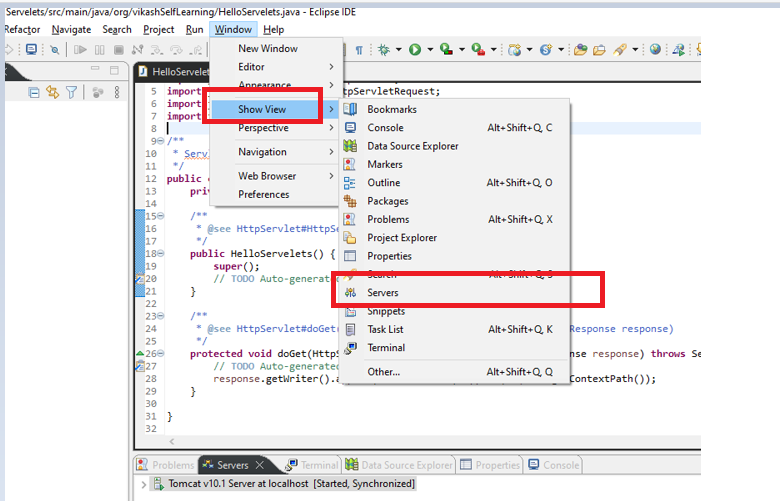 Servelets/src/main/java/org/vikashSelfLearning/HelloServelets.java - Eclipse IDE
Refactor Navigate Search Project Run Window Help
New Window
Editor
Appearance
Show View
Perspective
Navigation
Web Browser
Preferences
Bookmarks
Console Alt+Shift+Q, C
Data Source Explorer
Markers
Outline Alt+Shift+Q, O
Packages
Problems Alt+Shift+Q, X
Project Explorer
Properties
Search Alt+Shift+Q, S
Servers
Snippets
Task List Alt+Shift+Q, K
Terminal
Other... Alt+Shift+Q, Q
HelloServelet
5 import tpServletRequest;
6 import
7 import
8
9 /**
10 * Serv
11 */
12 public c
13 priv
14
15 /**
16 * @see HttpServlet#HttpSer
17 */
18 public HelloServelets() {
19 super();
20 // TODO Auto-generated
21 }
22
23 /**
24 * @see HttpServlet#doGet( Response response)
25 */
26 protected void doGet(HttpS nse response) throws Se
27 // TODO Auto-generated
28 response.getWriter().a ContextPath());
29 }
30
31 }
32
Problems Servers Terminal Data Source Explorer Properties Console
Tomcat v10.1 Server at localhost [Started, Synchronized]